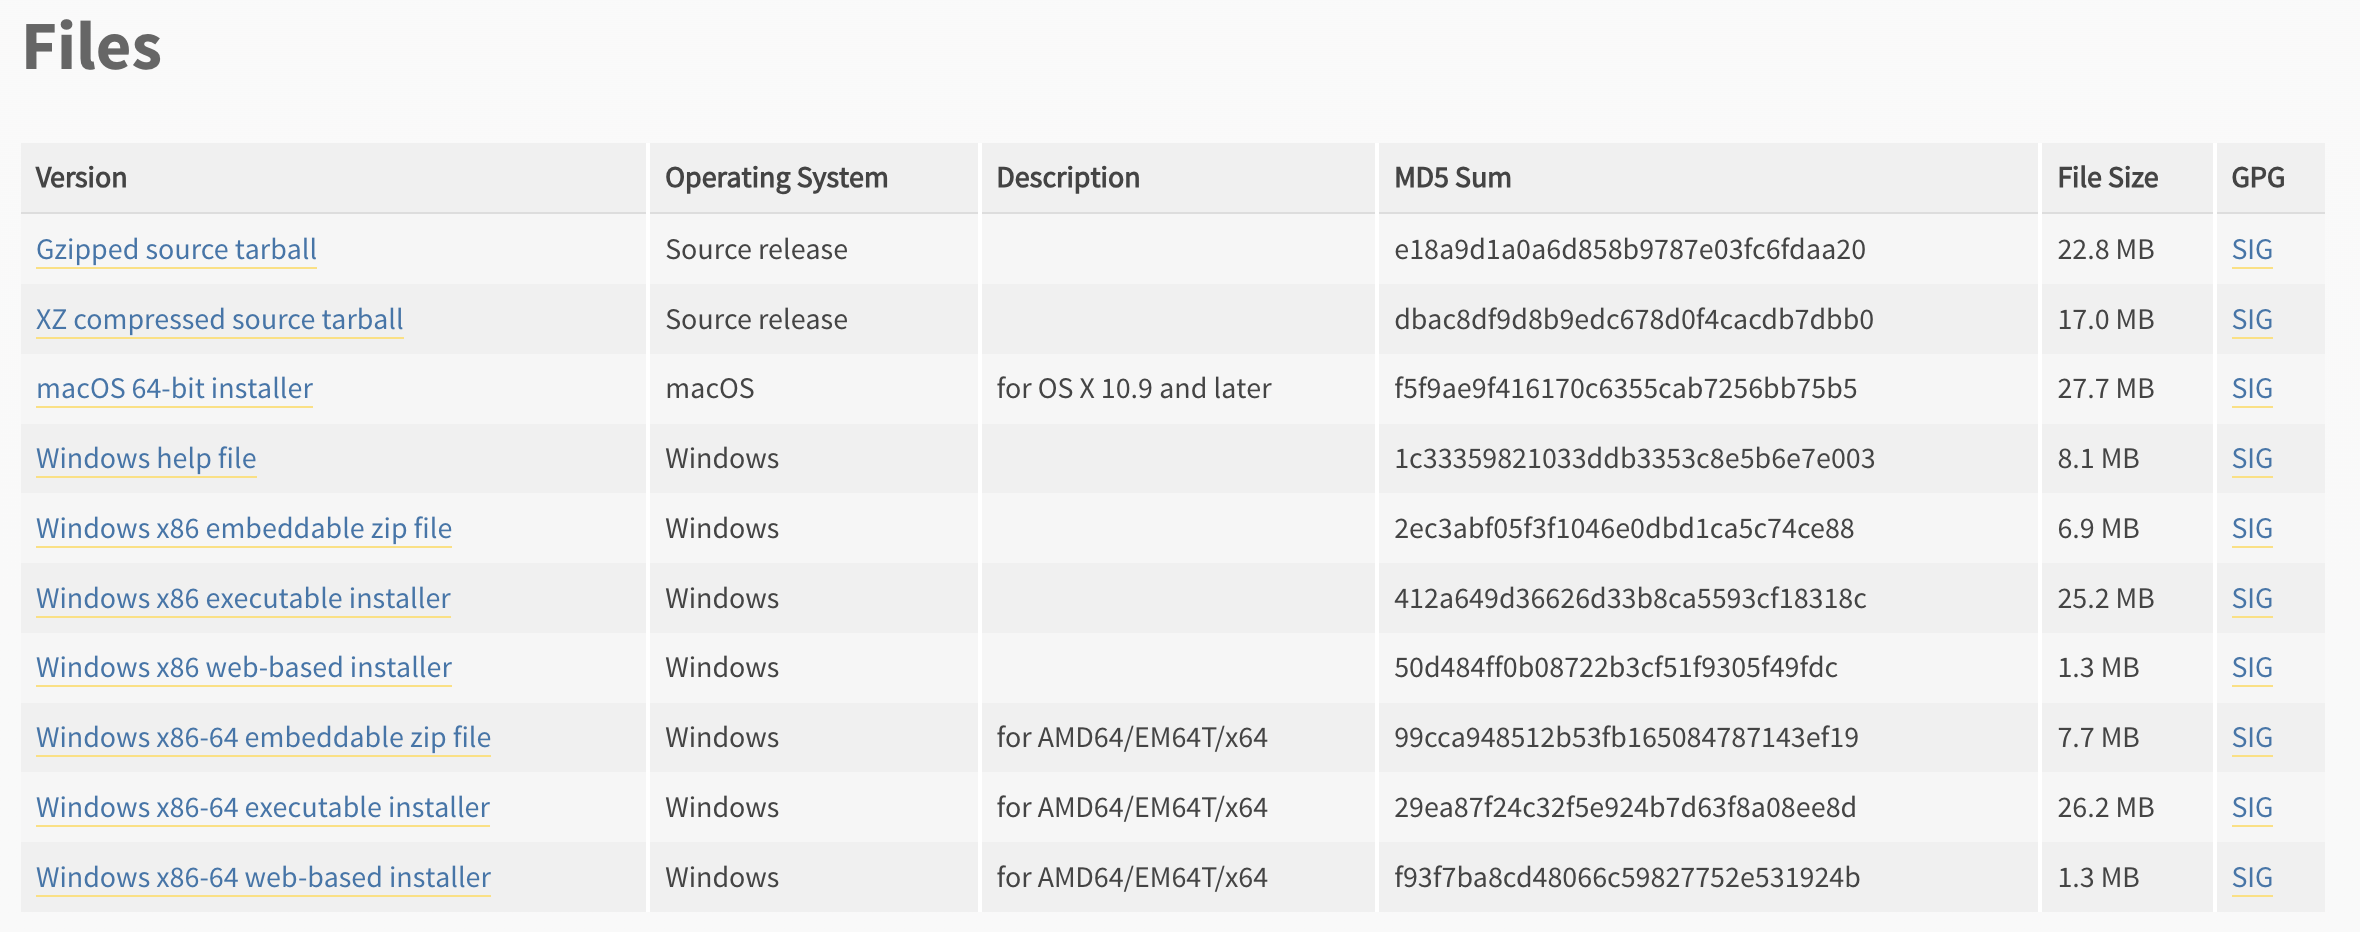 Files
Version Operating System Description MD5 Sum File Size GPG
Gzipped source tarball Source release e18a9d1a0a6d858b9787e03fc6fdaa20 22.8 MB SIG
XZ compressed source tarball Source release dbac8df9d8b9edc678d0f4cacdb7dbb0 17.0 MB SIG
macOS 64-bit installer macOS for OS X 10.9 and later f5f9ae9f416170c6355cab7256bb75b5 27.7 MB SIG
Windows help file Windows 1c33359821033ddb3353c8e5b6e7e003 8.1 MB SIG
Windows x86 embeddable zip file Windows 2ec3abf05f3f1046e0dbd1ca5c74ce88 6.9 MB SIG
Windows x86 executable installer Windows 412a649d36626d33b8ca5593cf18318c 25.2 MB SIG
Windows x86 web-based installer Windows 50d484ff0b08722b3cf51f9305f49fdc 1.3 MB SIG
Windows x86-64 embeddable zip file Windows for AMD64/EM64T/x64 99cca948512b53fb165084787143ef19 7.7 MB SIG
Windows x86-64 executable installer Windows for AMD64/EM64T/x64 29ea87f24c32f5e924b7d63f8a08ee8d 26.2 MB SIG
Windows x86-64 web-based installer Windows for AMD64/EM64T/x64 f93f7ba8cd48066c59827752e531924b 1.3 MB SIG